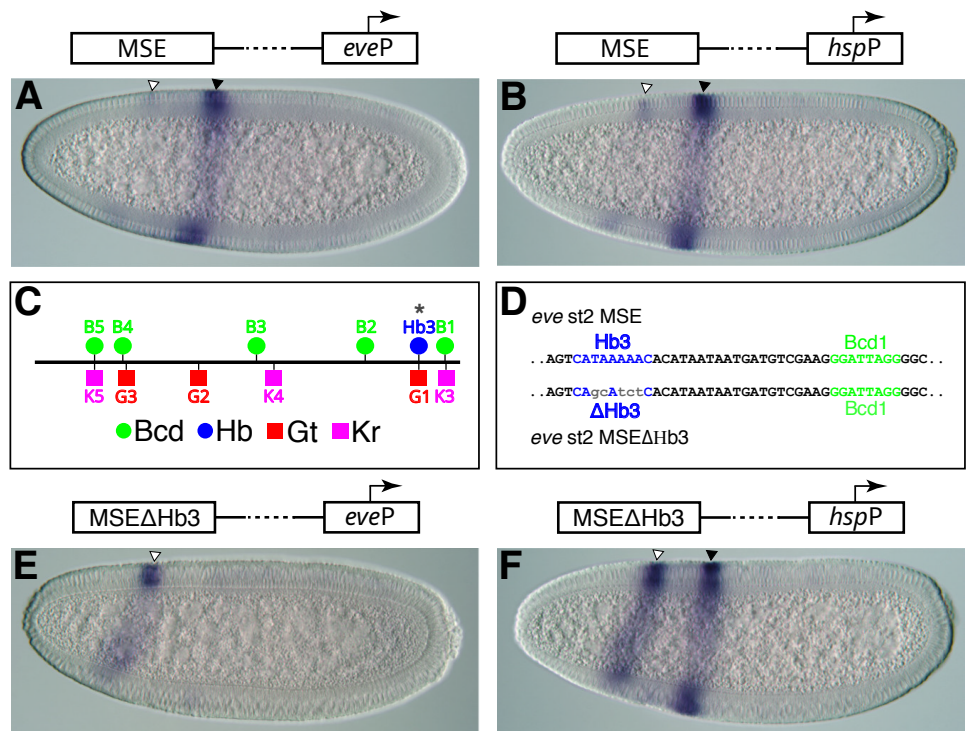 MSE eveP
MSE hspP
A
B
C
*
B5 B4 B3 B2 Hb3 B1
K5 G3 G2 K4 G1 K3
Bcd Hb Gt Kr
D
eve st2 MSE
Hb3 Bcd1
..AGTCATAAAAACACATAATAATGATGTCGAAGGGATTAGGGGC..
..AGTCAgcAtctCACATAATAATGATGTCGAAGGGATTAGGGGC..
ΔHb3 Bcd1
eve st2 MSEΔHb3
MSEΔHb3 eveP
MSEΔHb3 hspP
E
F